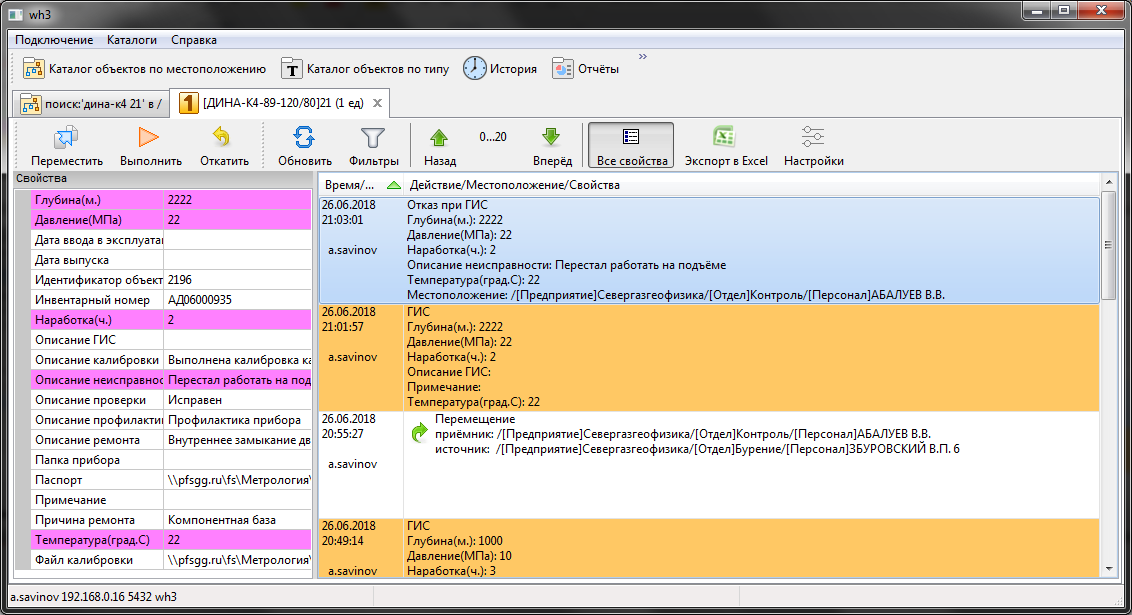 wh3
Подключение Каталоги Справка
Каталог объектов по местоположению Каталог объектов по типу История Отчёты »
поиск:'дина-к4 21' в / [ДИНА-К4-89-120/80]21 (1 ед)
0...20
Переместить Выполнить Откатить Обновить Фильтры Назад Вперёд Все свойства Экспорт в Excel Настройки
Свойства
Глубина(м.) 2222
Давление(МПа) 22
Дата ввода в эксплуата
Дата выпуска
Идентификатор объект 2196
Инвентарный номер АД06000935
Наработка(ч.) 2
Описание ГИС
Описание калибровки Выполнена калибровка ка
Описание неисправнос Перестал работать на под
Описание проверки Исправен
Описание профилактин Профилактика прибора
Описание ремонта Внутреннее замыкание дв
Папка прибора
Паспорт \\pfsgg.ru\fs\Метрология\
Примечание
Причина ремонта Компонентная база
Температура(град.С) 22
Файл калибровки \\pfsgg.ru\fs\Метрология\
Время/... Действие/Местоположение/Свойства
26.06.2018 Отказ при ГИС
21:03:01 Глубина(м.): 2222
Давление(МПа): 22
a.savinov Наработка(ч.): 2
Описание неисправности: Перестал работать на подъёме
Температура(град.С): 22
Местоположение: /[Предприятие]Севергазгеофизика/[Отдел]Контроль/[Персонал]АБАЛУЕВ В.В.
26.06.2018 ГИС
21:01:57 Глубина(м.): 2222
Давление(МПа): 22
a.savinov Наработка(ч.): 2
Описание ГИС:
Примечание:
Температура(град.С): 22
26.06.2018 Перемещение
20:55:27 приёмник: /[Предприятие]Севергазгеофизика/[Отдел]Контроль/[Персонал]АБАЛУЕВ В.В.
источник: /[Предприятие]Севергазгеофизика/[Отдел]Бурение/[Персонал]ЗБУРОВСКИЙ В.П. 6
a.savinov
26.06.2018 ГИС
20:49:14 Глубина(м.): 1000
Давление(МПа): 10
a.savinov Наработка(ч.): 3
a.savinov 192.168.0.16 5432 wh3